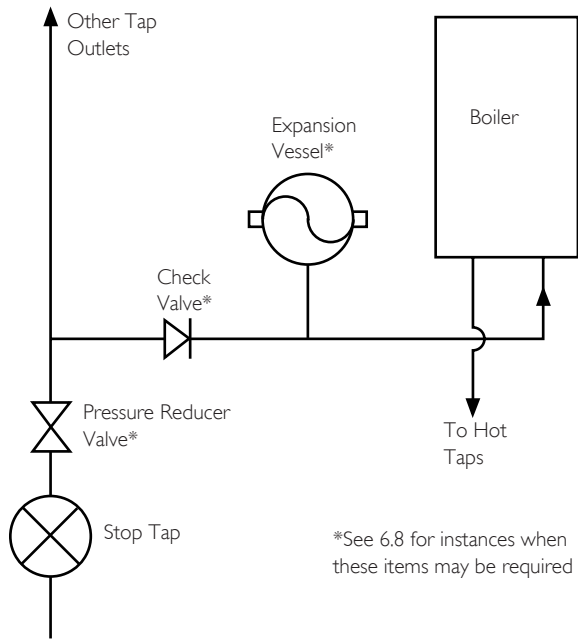 Other Tap
Outlets
Boiler
Expansion
Vessel*
Check
Valve*
Pressure Reducer
Valve*
To Hot
Taps
Stop Tap
*See 6.8 for instances when
these items may be required